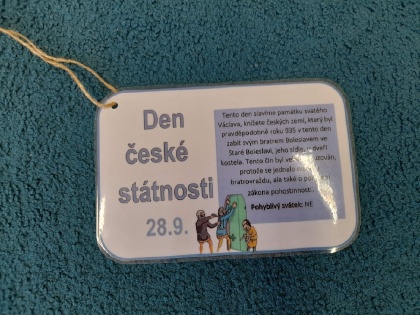 Den
české
státnosti
28.9.
Tento den slavíme památku svatého
Václava, knížete českých zemí, který byl
pravděpodobně roku 935 v tento den
zabit svým bratrem Boleslavem ve
Staré Boleslavi, jeho sídle, u dveří
kostela. Tento čin byl
protože se jednalo
bratrovraždu, ale také o
zákona pohostinnosti.
Pohyblivý svátek: NE